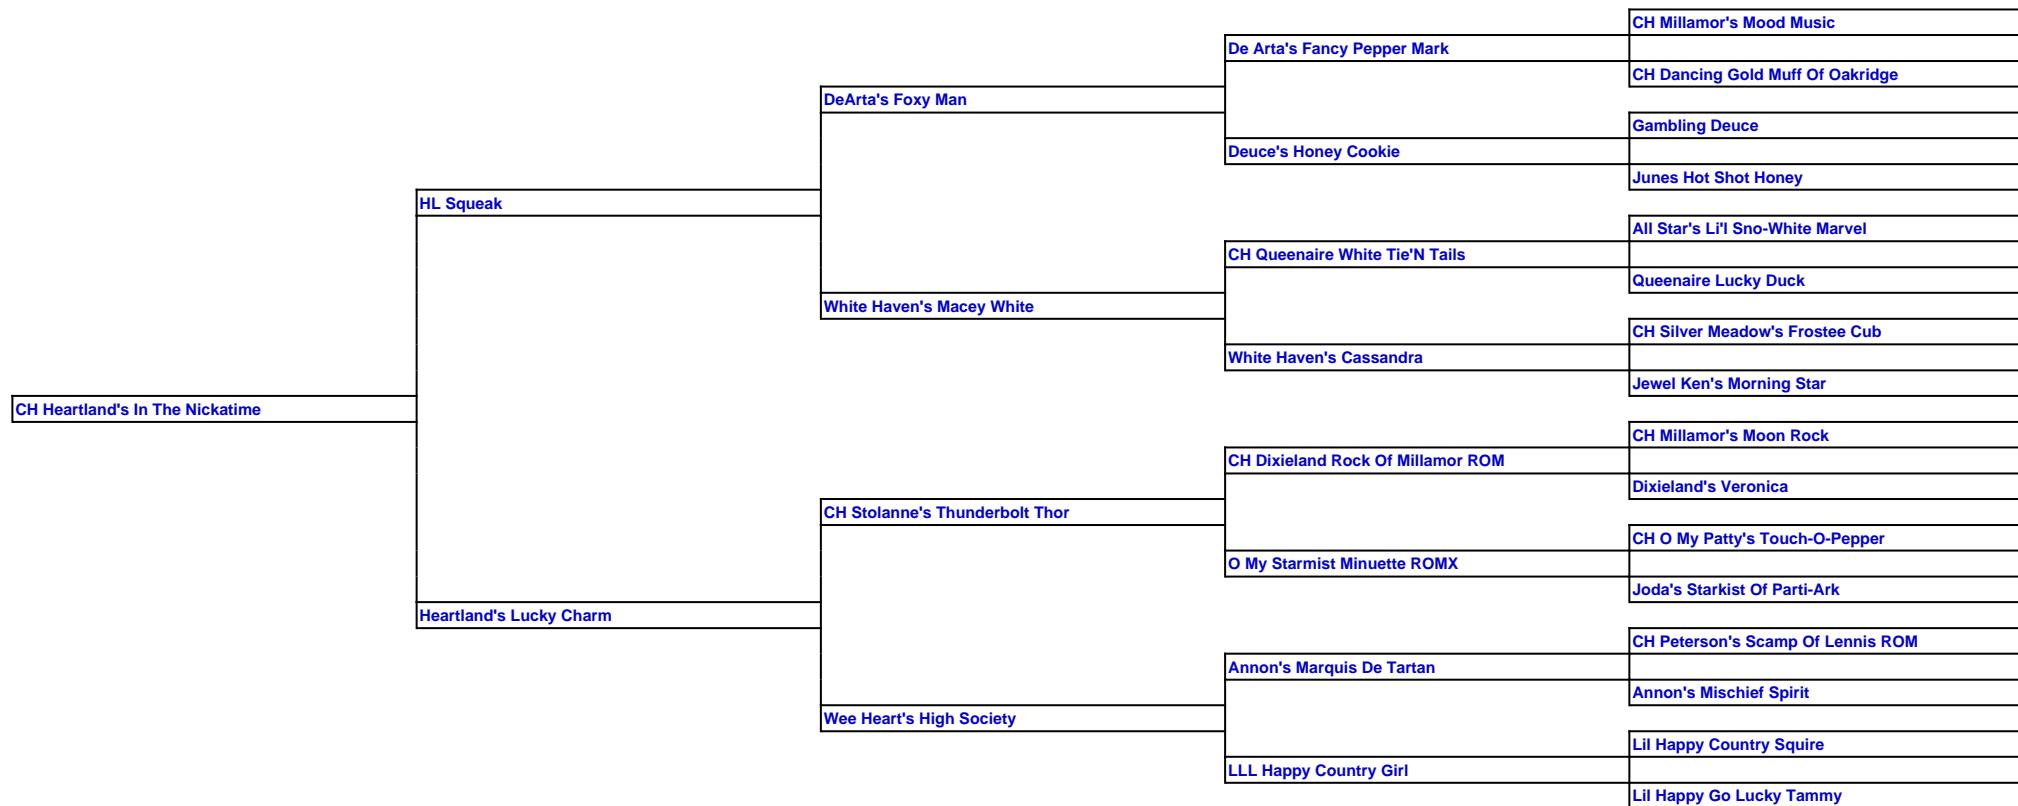 CH Millamor's Mood Music
De Arta's Fancy Pepper Mark
CH Dancing Gold Muff Of Oakridge
DeArta's Foxy Man
Gambling Deuce
Deuce's Honey Cookie
Junes Hot Shot Honey
HL Squeak
All Star's Li'l Sno-White Marvel
CH Queenaire White Tie'N Tails
Queenaire Lucky Duck
White Haven's Macey White
CH Silver Meadow's Frostee Cub
White Haven's Cassandra
Jewel Ken's Morning Star
CH Heartland's In The Nickatime
CH Millamor's Moon Rock
CH Dixieland Rock Of Millamor ROM
Dixieland's Veronica
CH Stolanne's Thunderbolt Thor
CH O My Patty's Touch-O-Pepper
O My Starmist Minuette ROMX
Joda's Starkist Of Parti-Ark
Heartland's Lucky Charm
CH Peterson's Scamp Of Lennis ROM
Annon's Marquis De Tartan
Annon's Mischief Spirit
Wee Heart's High Society
Lil Happy Country Squire
LLL Happy Country Girl
Lil Happy Go Lucky Tammy